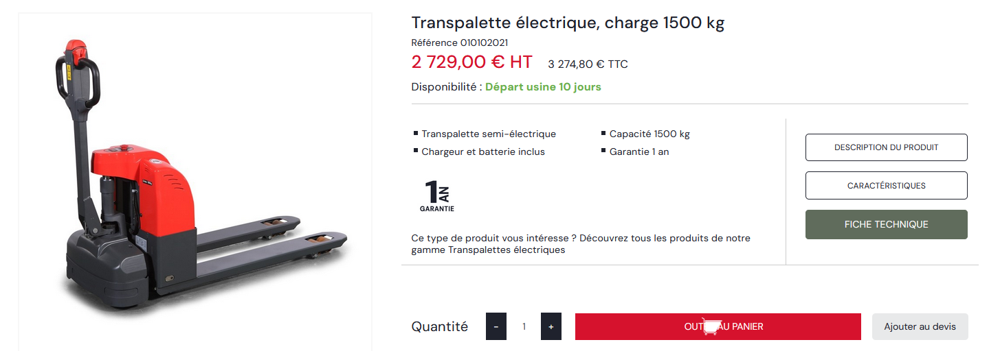 Transpalette électrique, charge 1500 kg
Référence 010102021
2 729,00 € HT 3 274,80 € TTC
Disponibilité : Départ usine 10 jours
Transpalette semi-électrique
Capacité 1500 kg
Chargeur et batterie inclus
Garantie 1 an
1 AN
GARANTIE
Ce type de produit vous intéresse ? Découvrez tous les produits de notre
gamme Transpalettes électriques
DESCRIPTION DU PRODUIT
CARACTÉRISTIQUES
FICHE TECHNIQUE
Quantité - 1 + OUT AU PANIER Ajouter au devis